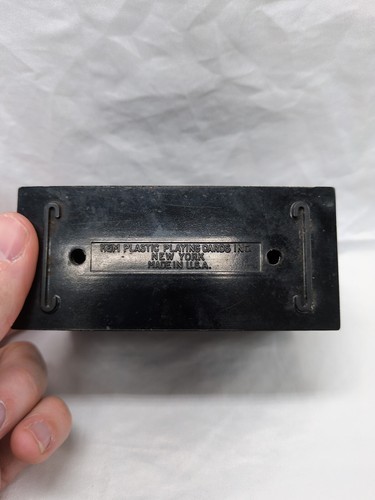 KEM PLASTIC PLAYING CARDS INC.
NEW YORK
MADE IN U.S.A.